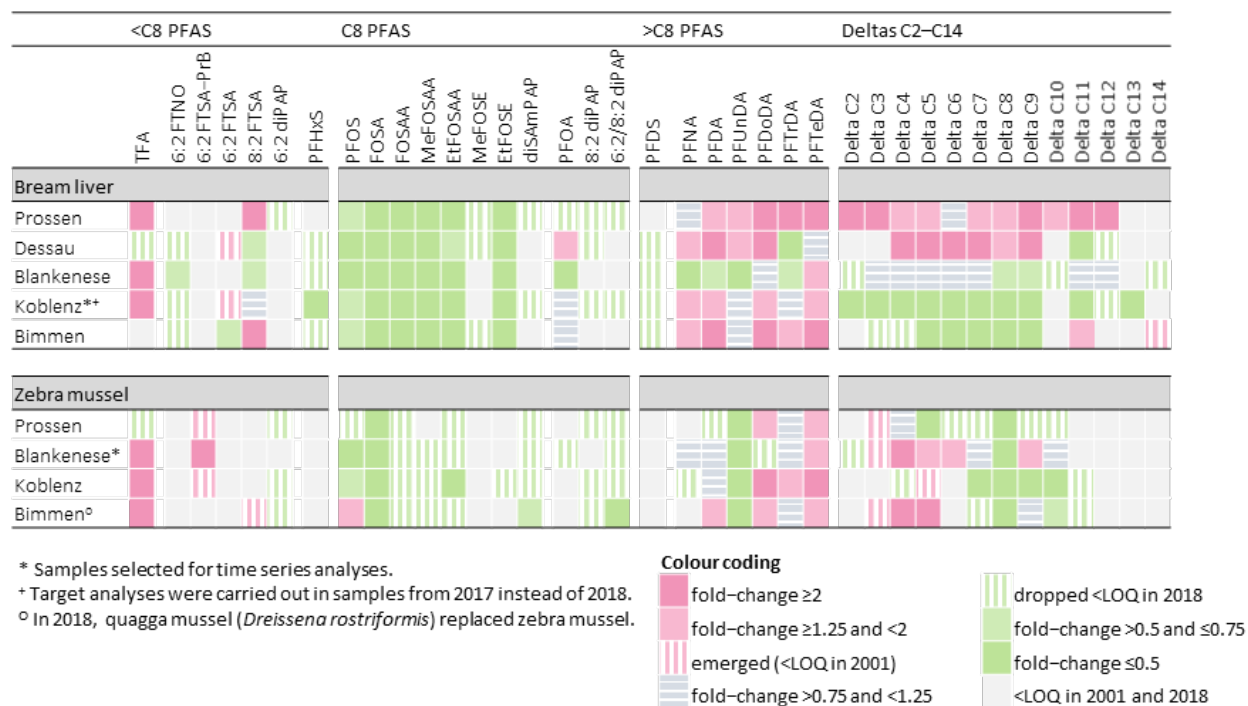 <C8 PFAS C8 PFAS >C8 PFAS Deltas C2–C14
TFA
6:2 FTNO
6:2 FTSA–PrB
6:2 FTSA
8:2 FTSA
6:2 diPAP
PFHxS
PFOS
FOSA
FOSAA
MeFOSAA
EtFOSAA
MeFOSE
EtFOSE
diSAmPAP
PFOA
8:2 diPAP
6:2/8:2 diPAP
PFDS
PFNA
PFDA
PFUnDA
PFDoDA
PFTrDA
PFTeDA
Delta C2
Delta C3
Delta C4
Delta C5
Delta C6
Delta C7
Delta C8
Delta C9
Delta C10
Delta C11
Delta C12
Delta C13
Delta C14
Bream liver
Prossen
Dessau
Blankenese
Koblenz*⁺
Bimmen
Zebra mussel
Prossen
Blankenese*
Koblenz
Bimmenᴼ
* Samples selected for time series analyses.
⁺ Target analyses were carried out in samples from 2017 instead of 2018.
ᴼ In 2018, quagga mussel (Dreissena rostriformis) replaced zebra mussel.
Colour coding
fold–change ≥2
fold–change ≥1.25 and <2
emerged (<LOQ in 2001)
fold–change >0.75 and <1.25
dropped <LOQ in 2018
fold–change >0.5 and ≤0.75
fold–change ≤0.5
<LOQ in 2001 and 2018